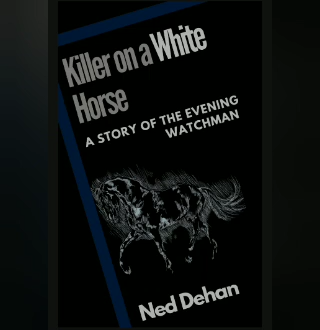 Killer on a White
Horse
A STORY OF THE EVENING
WATCHMAN
Ned Dehan